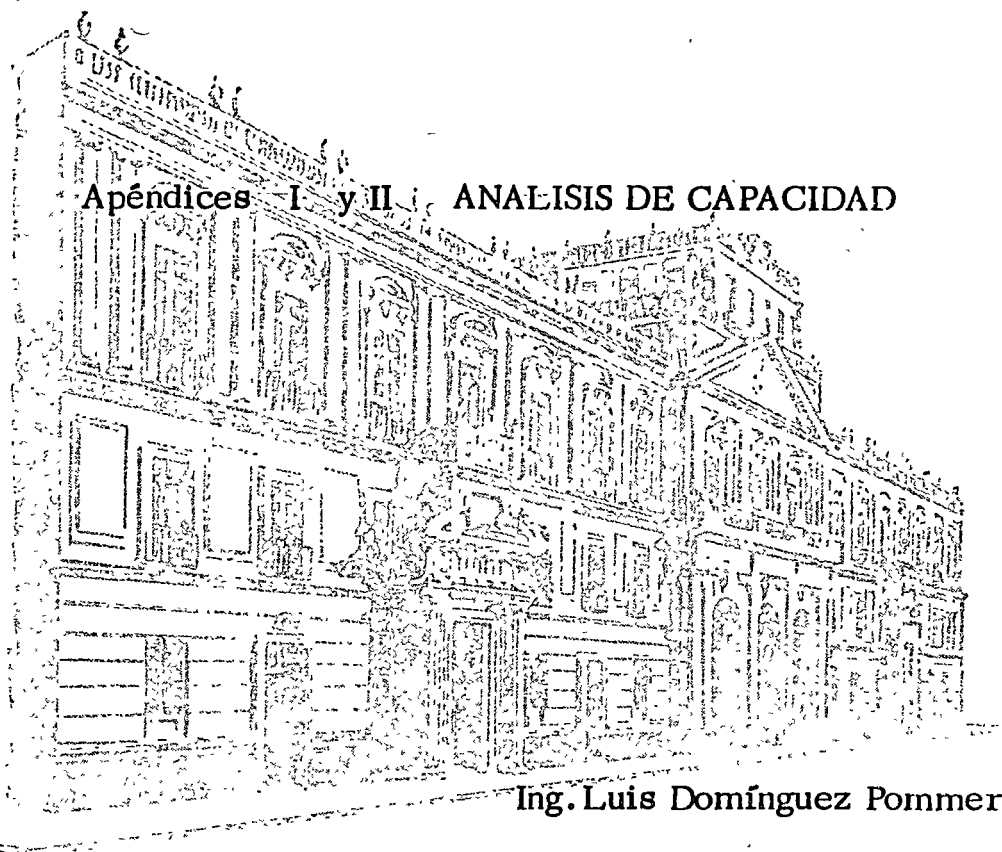 Apéndices I y II : ANALISIS DE CAPACIDAD
Ing. Luis Domínguez Pommer